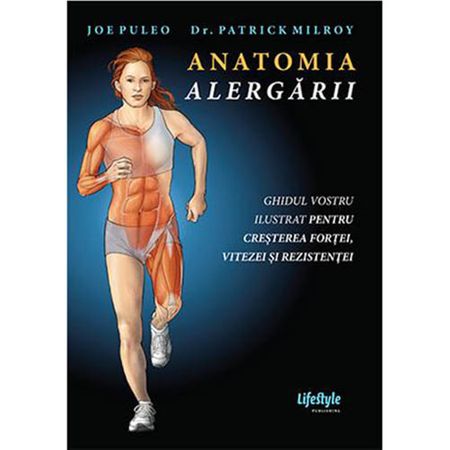 JOE PULEO Dr. PATRICK MILROY
ANATOMIA
ALERGĂRII
GHIDUL VOSTRU
ILUSTRAT PENTRU
CREȘTEREA FORȚEI,
VITEZEI ȘI REZISTENȚEI
Lifestyle
PUBLISHING